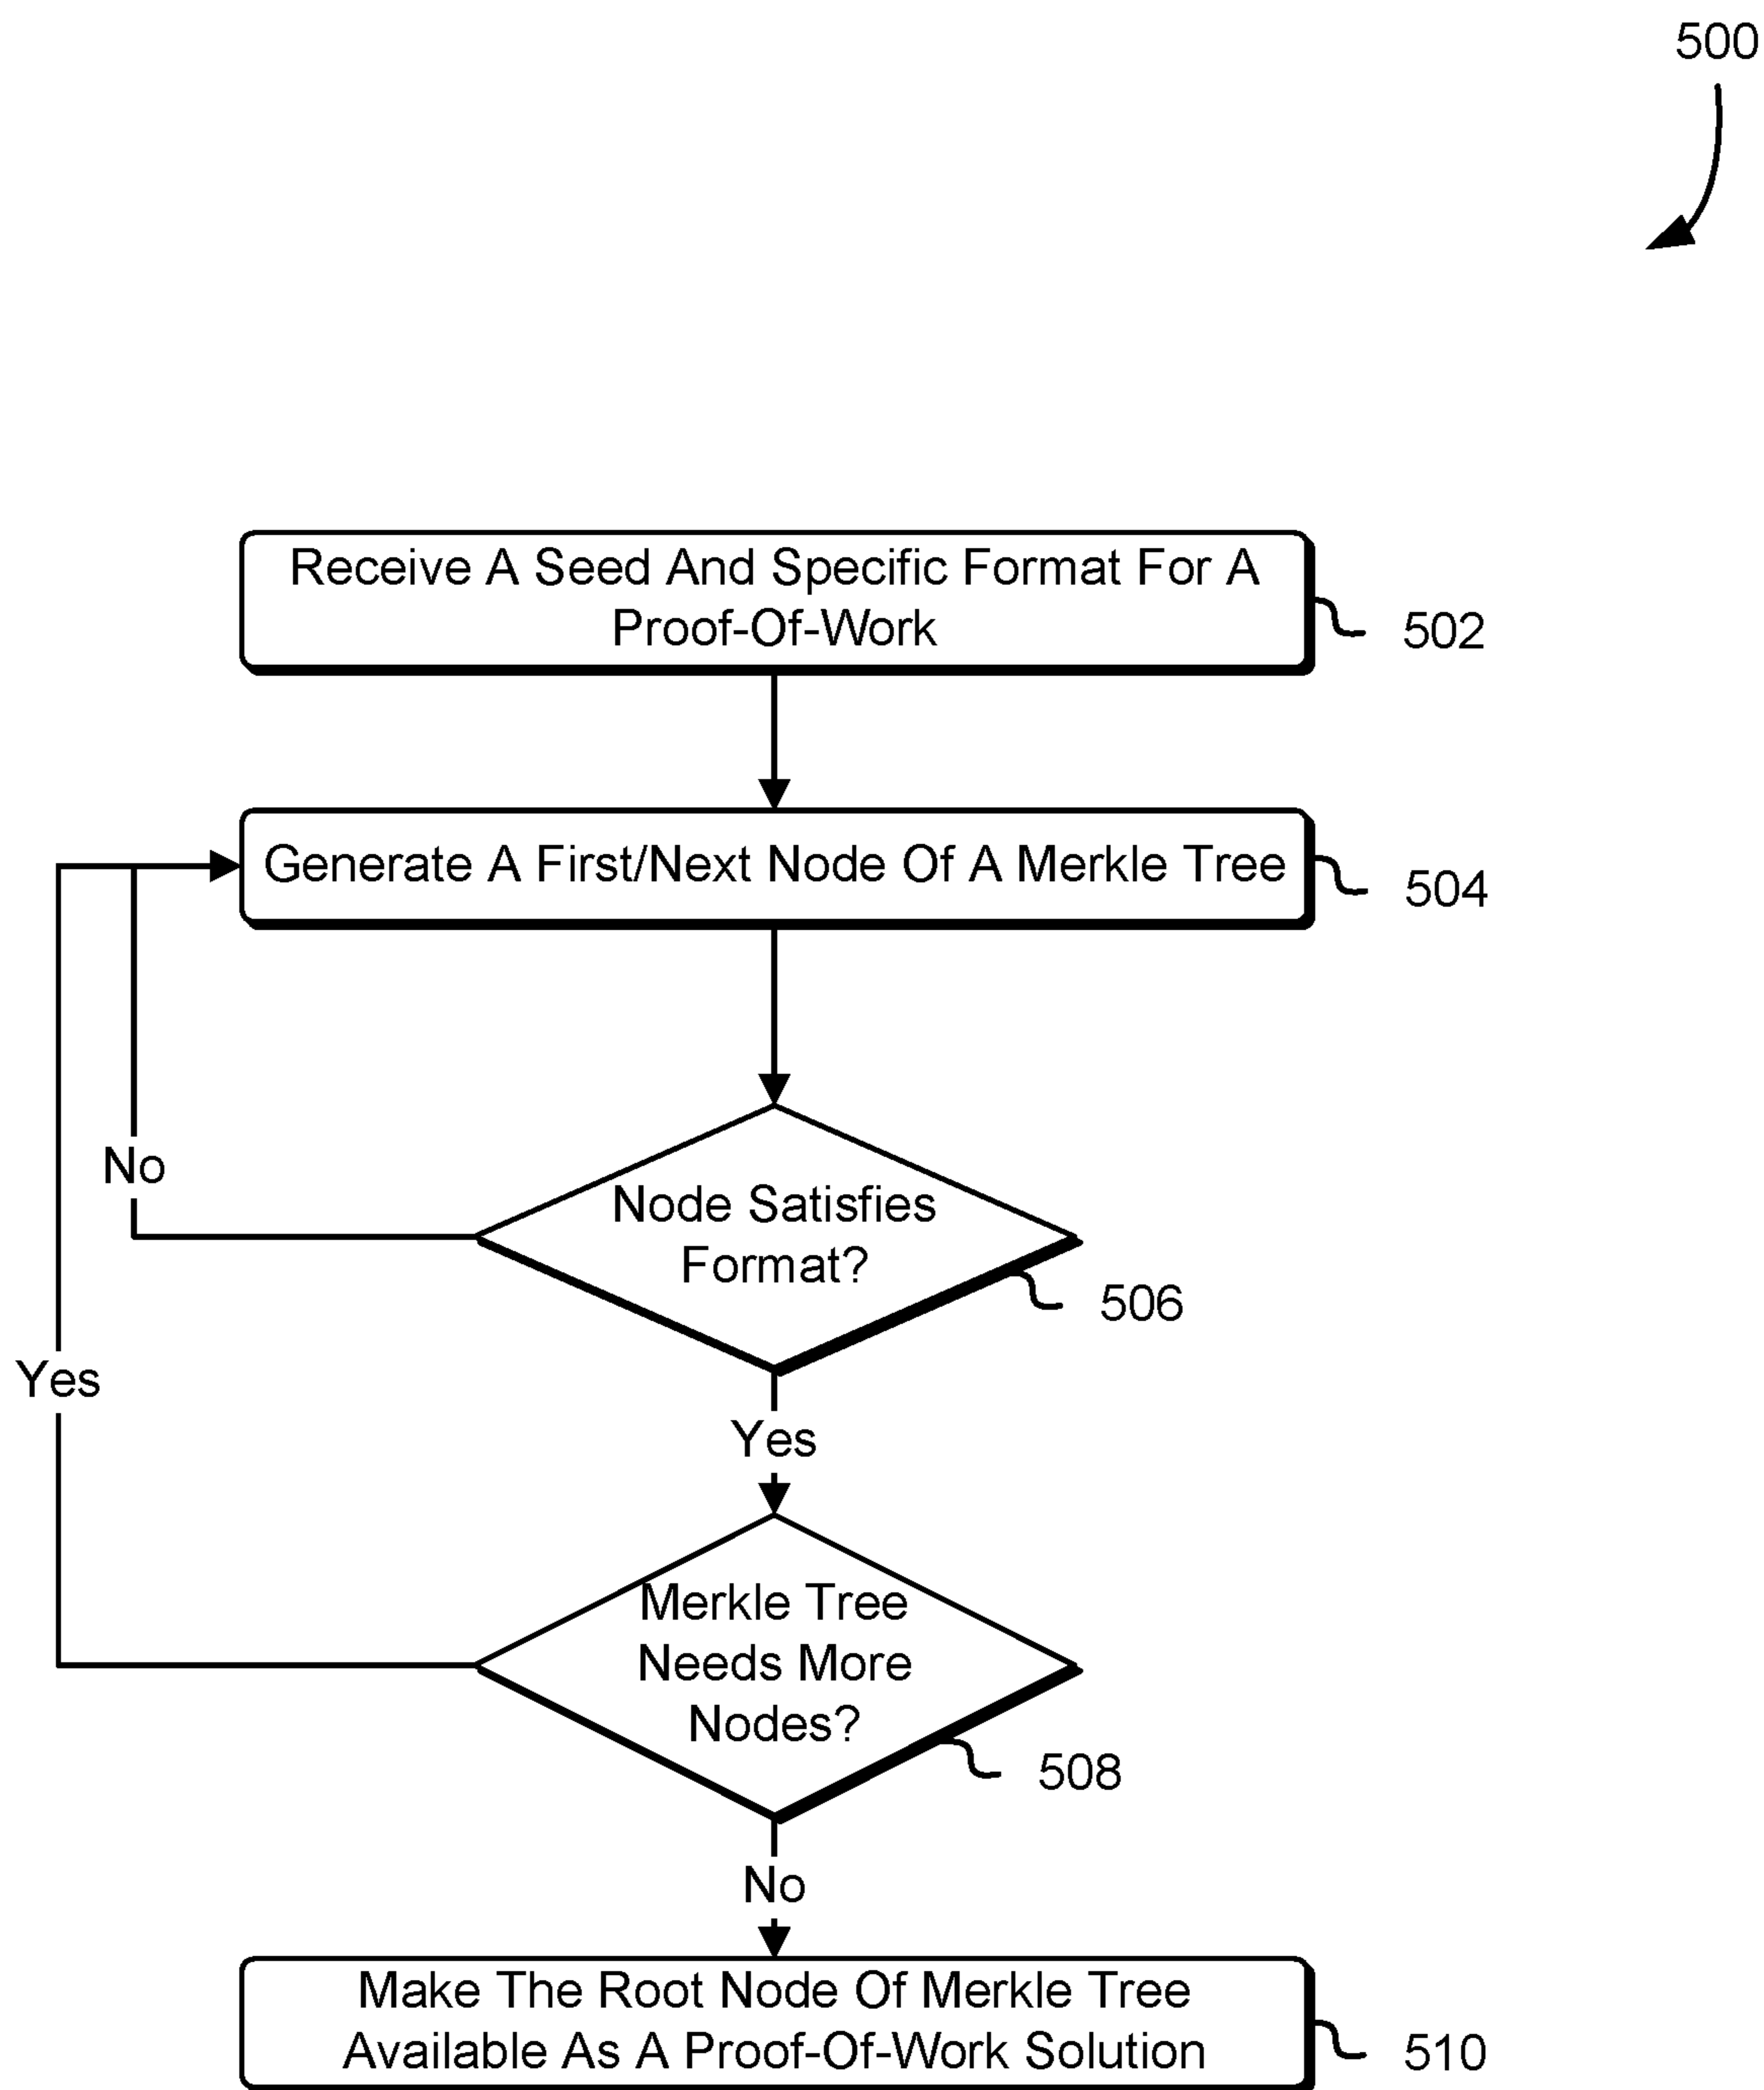 500
Receive A Seed And Specific Format For A
Proof-Of-Work
502
Generate A First/Next Node Of A Merkle Tree
504
No
Node Satisfies
Format?
506
Yes
Yes
Merkle Tree
Needs More
Nodes?
508
No
Make The Root Node Of Merkle Tree
Available As A Proof-Of-Work Solution
510